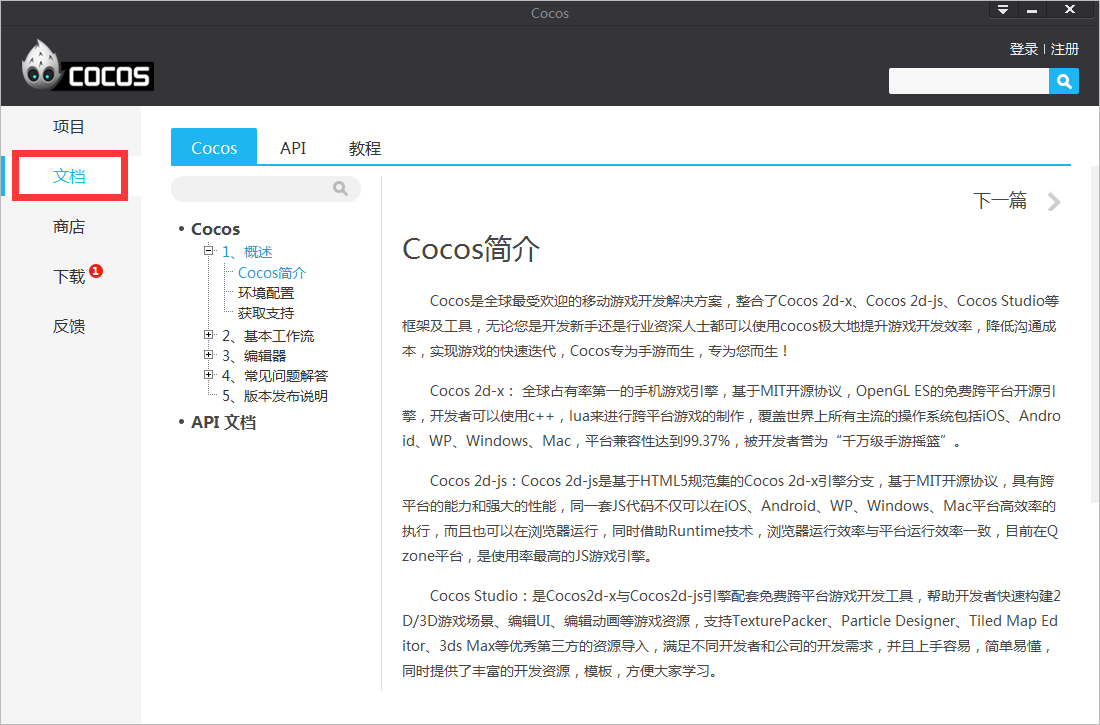 Cocos
登录 | 注册
COCOS
项目
文档
商店
下载 1
反馈
Cocos API 教程
下一篇
• Cocos
1、概述
Cocos简介
环境配置
获取支持
2、基本工作流
3、编辑器
4、常见问题解答
5、版本发布说明
• API 文档
Cocos简介
Cocos是全球最受欢迎的移动游戏开发解决方案，整合了Cocos 2d-x、Cocos 2d-js、Cocos Studio等
框架及工具，无论您是开发新手还是行业资深人士都可以使用cocos极大地提升游戏开发效率，降低沟通成
本，实现游戏的快速迭代，Cocos专为手游而生，专为您而生！
Cocos 2d-x： 全球占有率第一的手机游戏引擎，基于MIT开源协议，OpenGL ES的免费跨平台开源引
擎，开发者可以使用c++，lua来进行跨平台游戏的制作，覆盖世界上所有主流的操作系统包括iOS、Andro
id、WP、Windows、Mac，平台兼容性达到99.37%，被开发者誉为“千万级手游摇篮”。
Cocos 2d-js：Cocos 2d-js是基于HTML5规范集的Cocos 2d-x引擎分支，基于MIT开源协议，具有跨
平台的能力和强大的性能，同一套JS代码不仅可以在iOS、Android、WP、Windows、Mac平台高效率的
执行，而且也可以在浏览器运行，同时借助Runtime技术，浏览器运行效率与平台运行效率一致，目前在Q
zone平台，是使用率最高的JS游戏引擎。
Cocos Studio：是Cocos2d-x与Cocos2d-js引擎配套免费跨平台游戏开发工具，帮助开发者快速构建2
D/3D游戏场景、编辑UI、编辑动画等游戏资源，支持TexturePacker、Particle Designer、Tiled Map Ed
itor、3ds Max等优秀第三方的资源导入，满足不同开发者和公司的开发需求，并且上手容易，简单易懂，
同时提供了丰富的开发资源，模板，方便大家学习。